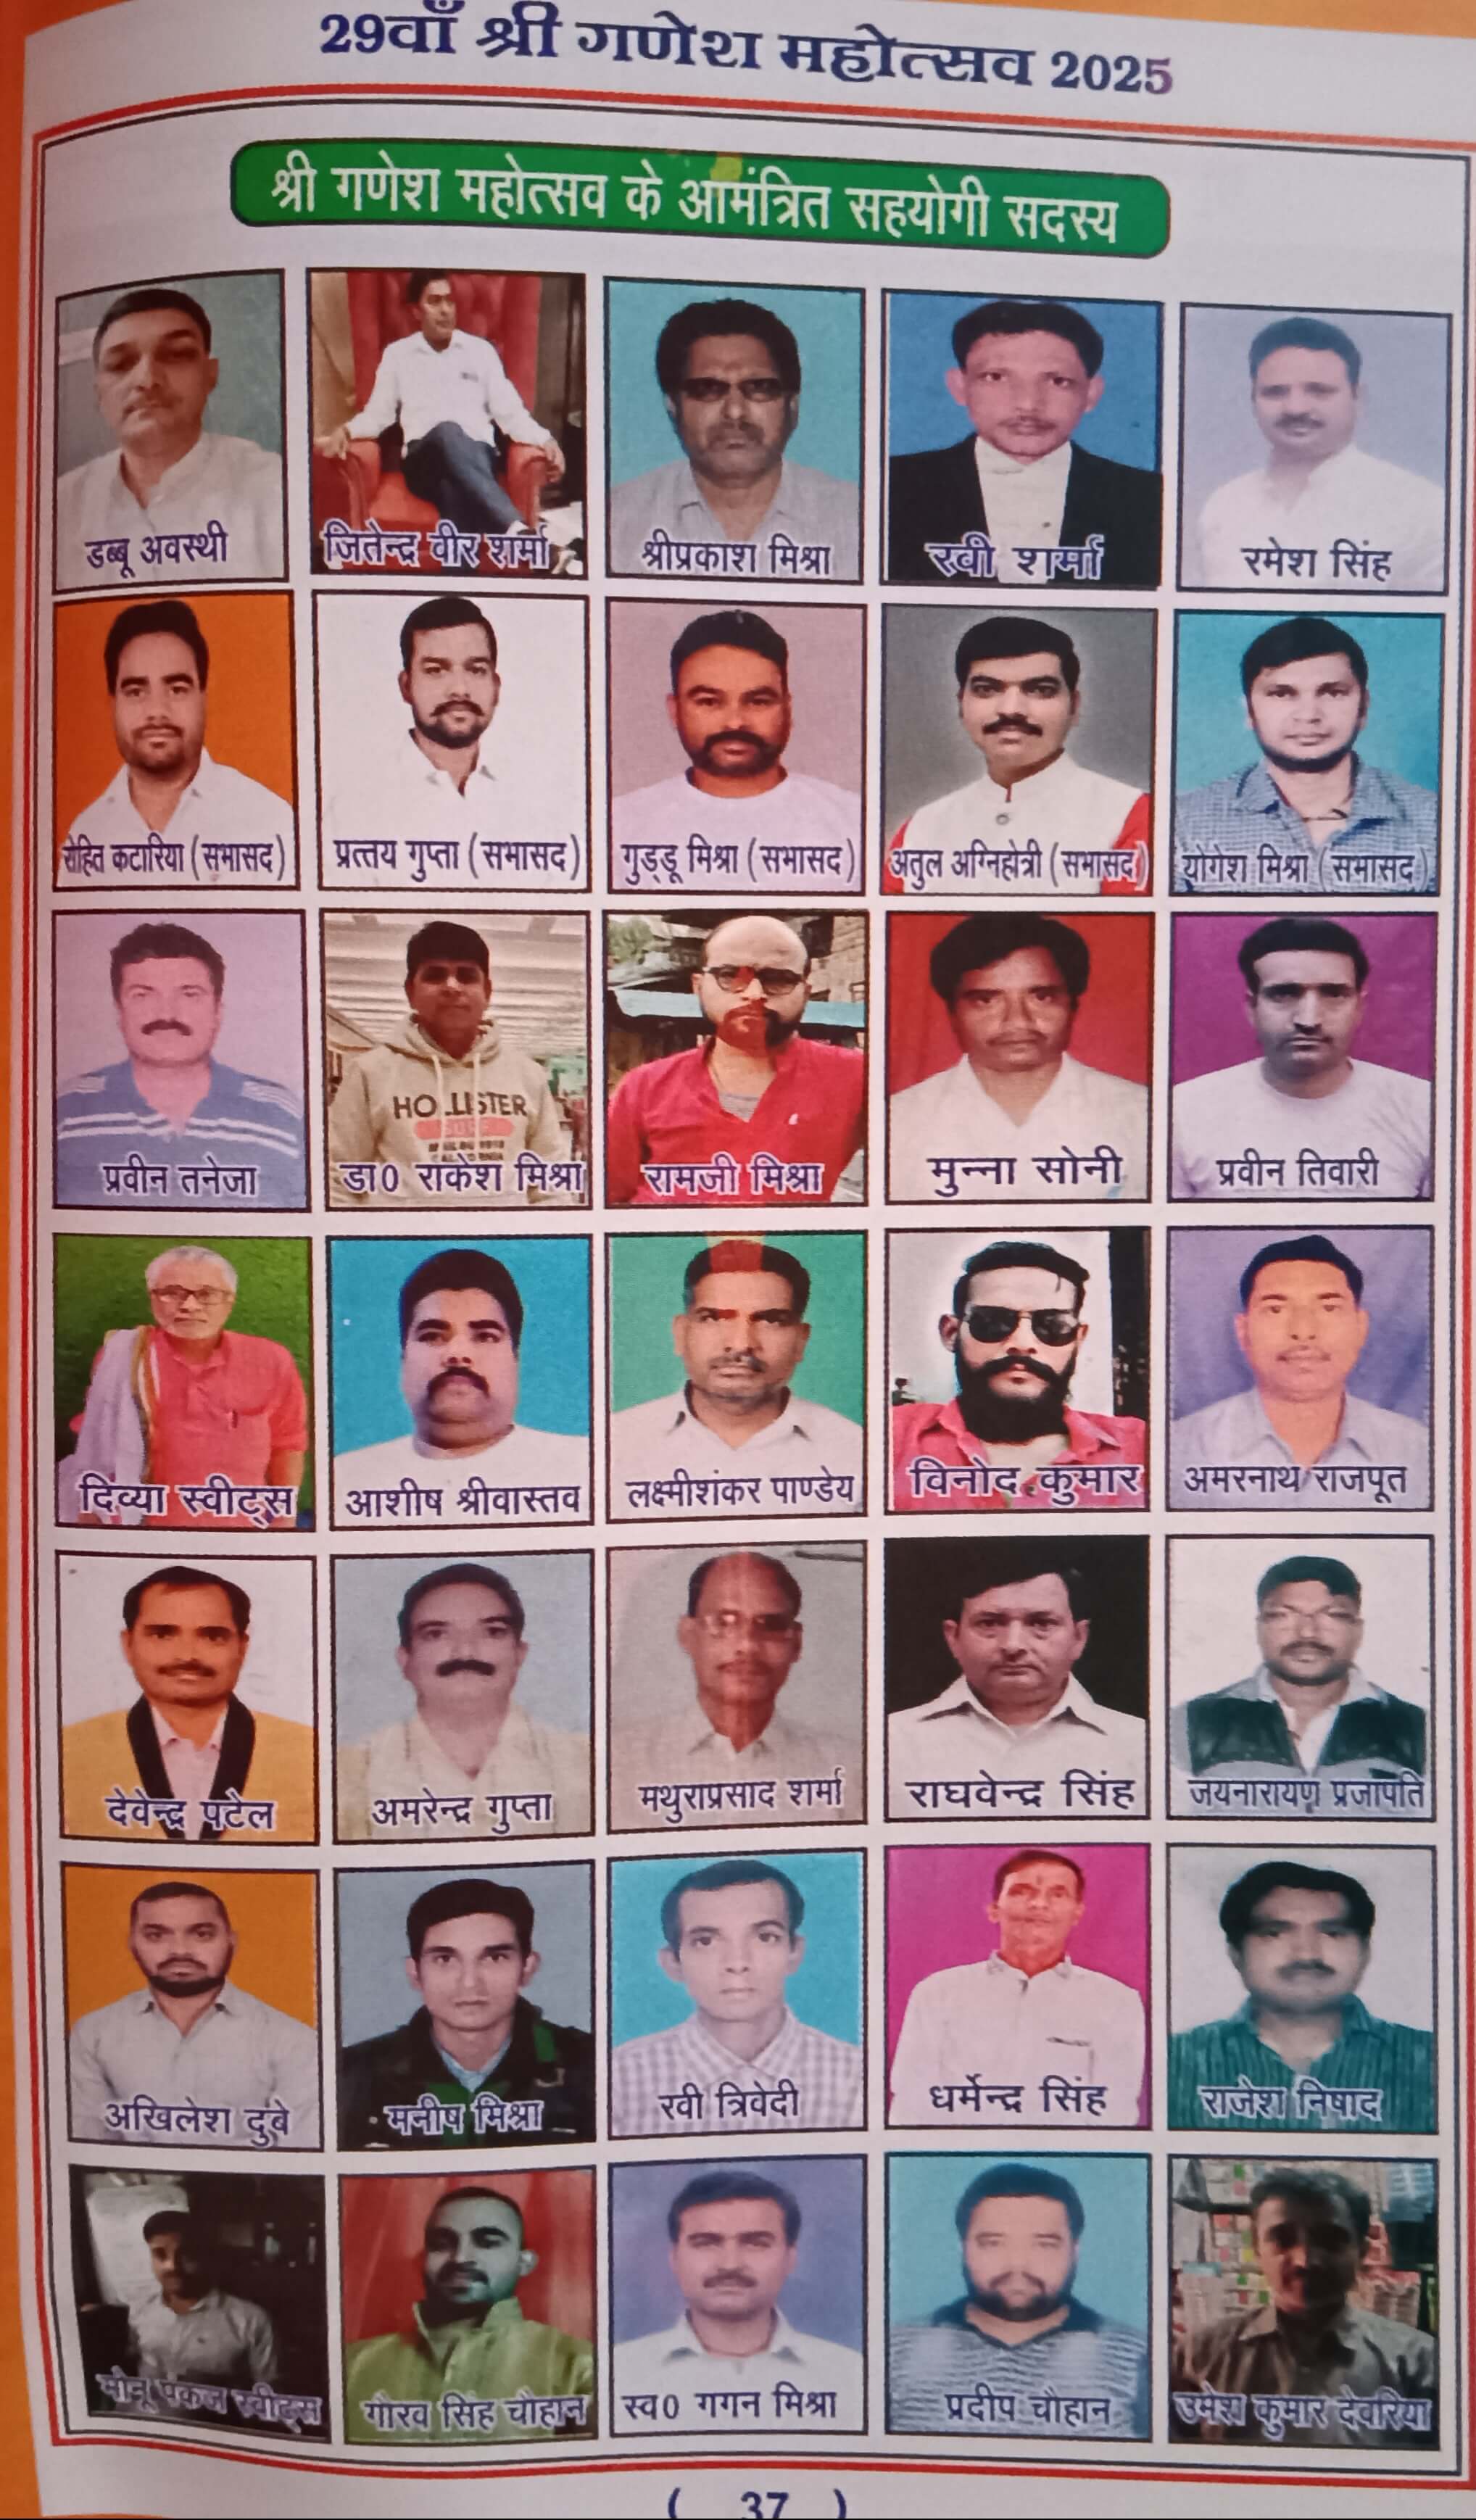 29वाँ श्री गणेश महोत्सव 2025
श्री गणेश महोत्सव के आमंत्रित सहयोगी सदस्य
डब्बू अवस्थी
जितेन्द्र वीर शर्मा
श्रीप्रकाश मिश्रा
रवी शर्मा
रमेश सिंह
रोहित कटारिया (सभासद)
प्रत्तय गुप्ता (सभासद)
गुड्डू मिश्रा (सभासद)
अतुल अग्निहोत्री (सभासद)
योगेश मिश्रा (सभासद)
HOLLISTER
प्रवीन तनेजा
डा0 राकेश मिश्रा
रामजी मिश्रा
मुन्ना सोनी
प्रवीन तिवारी
दिव्या स्वीट्स
आशीष श्रीवास्तव
लक्ष्मीशंकर पाण्डेय
विनोद कुमार
अमरनाथ राजपूत
देवेन्द्र पटेल
अमरेन्द्र गुप्ता
मथुराप्रसाद शर्मा
राघवेन्द्र सिंह
जयनारायण प्रजापति
अखिलेश दुबे
मनीष मिश्रा
रवी त्रिवेदी
धर्मेन्द्र सिंह
राजेश निषाद
मोनू पंकज स्वीट्स
गौरव सिंह चौहान
स्व0 गगन मिश्रा
प्रदीप चौहान
उमेश कुमार देवरिया
( 37 )